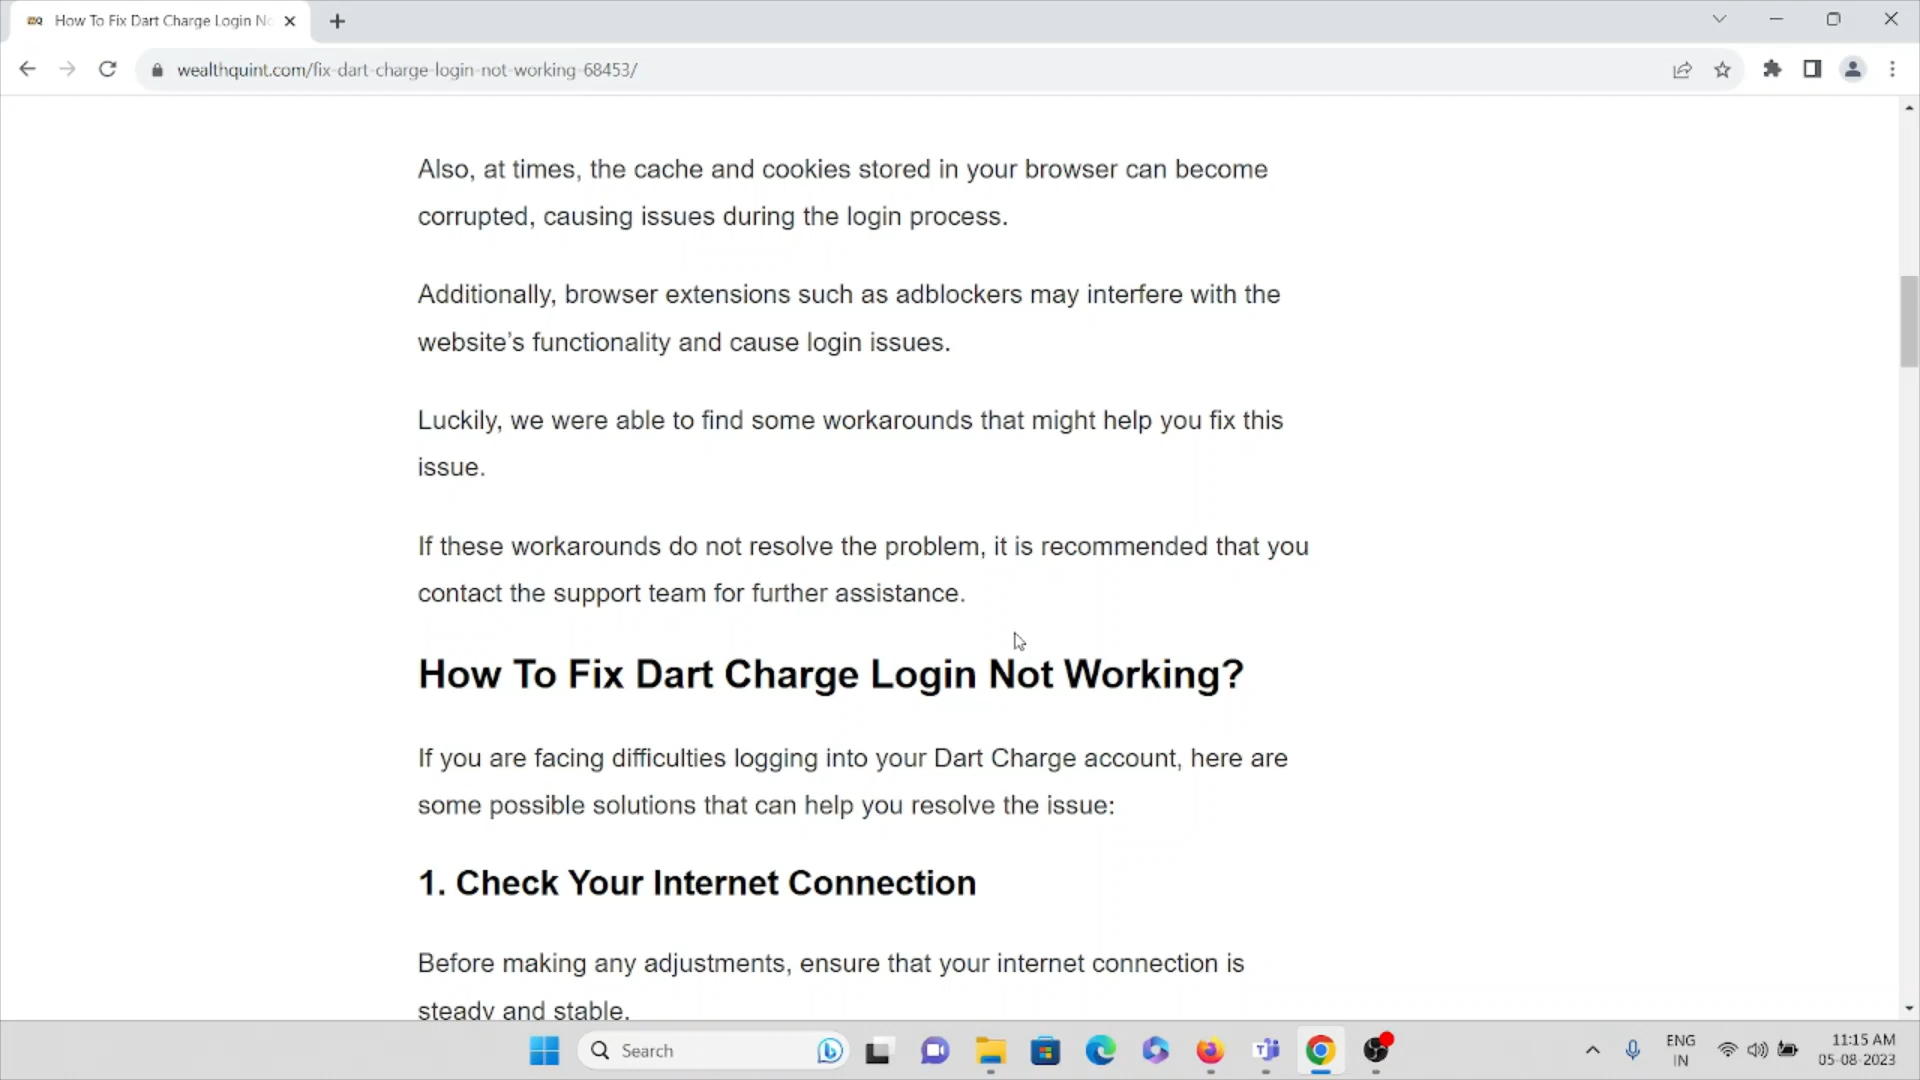 How To Fix Dart Charge Login No
wealthquint.com/fix-dart-charge-login-not-working-68453/
Also, at times, the cache and cookies stored in your browser can become
corrupted, causing issues during the login process.
Additionally, browser extensions such as adblockers may interfere with the
website’s functionality and cause login issues.
Luckily, we were able to find some workarounds that might help you fix this
issue.
If these workarounds do not resolve the problem, it is recommended that you
contact the support team for further assistance.
How To Fix Dart Charge Login Not Working?
If you are facing difficulties logging into your Dart Charge account, here are
some possible solutions that can help you resolve the issue:
1. Check Your Internet Connection
Before making any adjustments, ensure that your internet connection is
steady and stable.
Search
ENG
IN
11:15 AM
05-08-2023